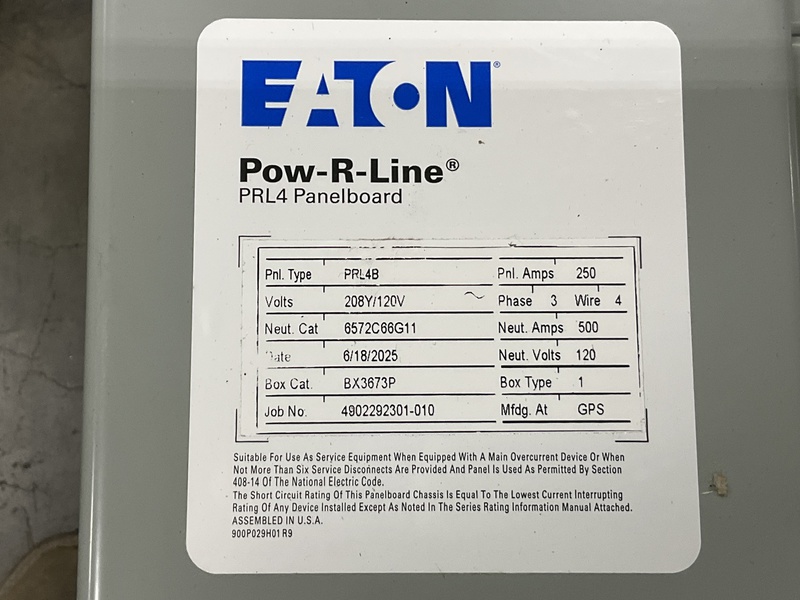 EATON®
Pow-R-Line®
PRL4 Panelboard
Pnl. Type PRL4B Pnl. Amps 250
Volts 208Y/120V ~ Phase 3 Wire 4
Neut. Cat 6572C66G11 Neut. Amps 500
Date 6/18/2025 Neut. Volts 120
Box Cat. BX3673P Box Type 1
Job No. 4902292301-010 Mfdg. At GPS
Suitable For Use As Service Equipment When Equipped With A Main Overcurrent Device Or When
Not More Than Six Service Disconnects Are Provided And Panel Is Used As Permitted By Section
408-14 Of The National Electric Code.
The Short Circuit Rating Of This Panelboard Chassis Is Equal To The Lowest Current Interrupting
Rating Of Any Device Installed Except As Noted In The Series Rating Information Manual Attached.
ASSEMBLED IN U.S.A.
900P029H01 R9